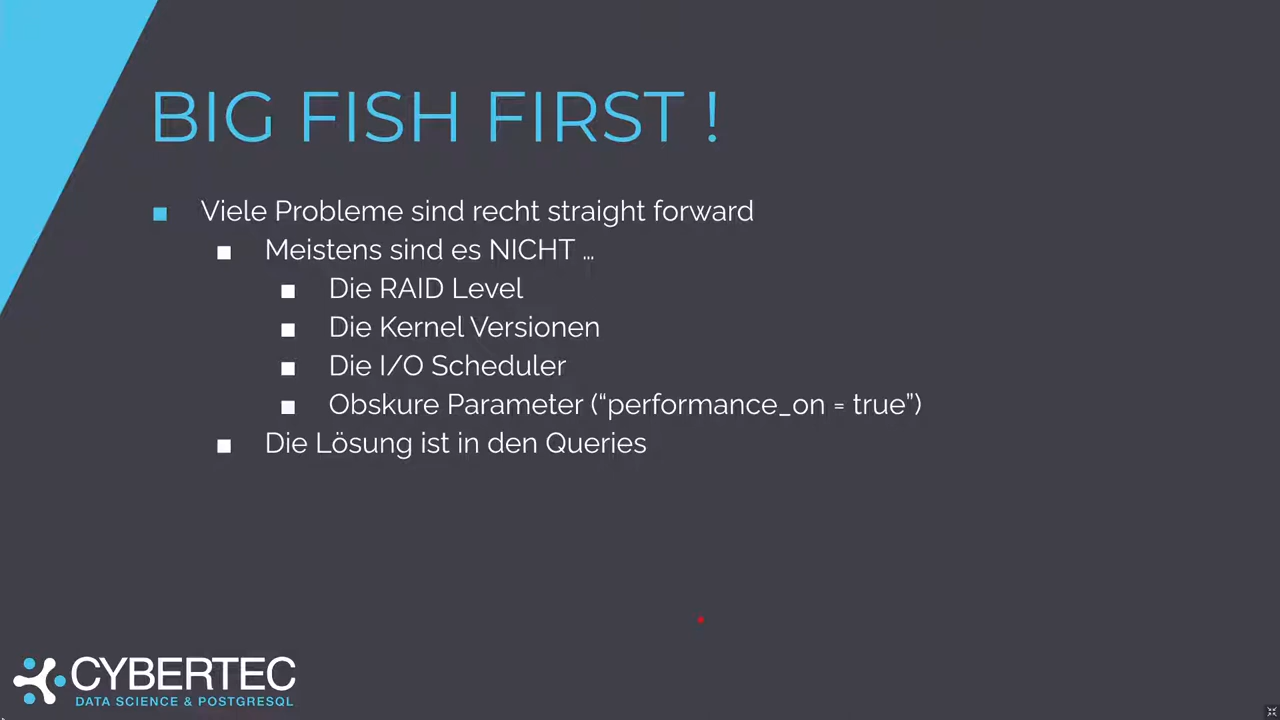 BIG FISH FIRST !
Viele Probleme sind recht straight forward
Meistens sind es NICHT …
Die RAID Level
Die Kernel Versionen
Die I/O Scheduler
Obskure Parameter (“performance_on = true”)
Die Lösung ist in den Queries
CYBERTEC
DATA SCIENCE & POSTGRESQL